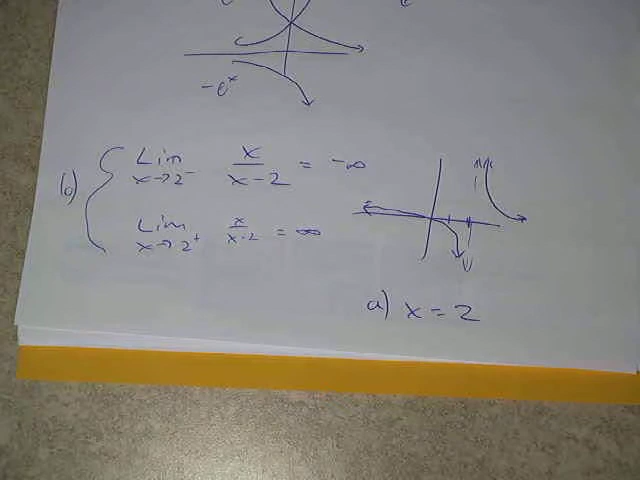 -e^x
b) { Lim x→2⁻ x/(x-2) = -∞
Lim x→2⁺ x/(x-2) = ∞
a) x = 2